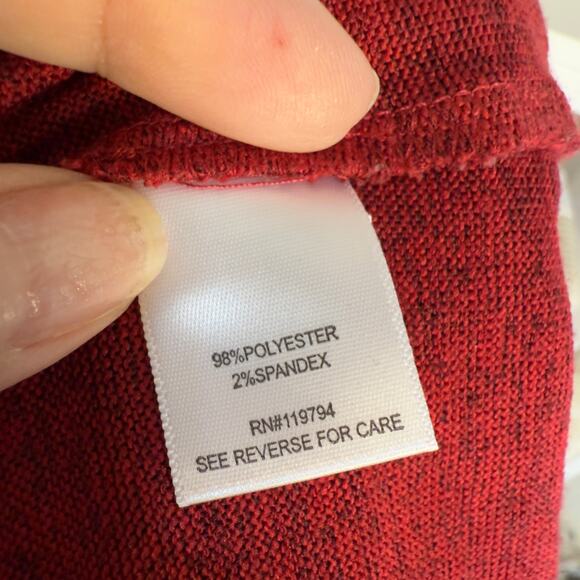 98%POLYESTER
2%SPANDEX
RN#119794
SEE REVERSE FOR CARE